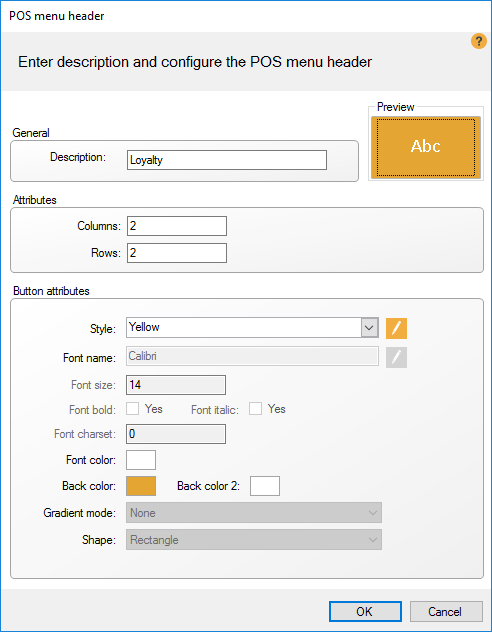 POS menu header
?
Enter description and configure the POS menu header
Preview
Abc
General
Description: Loyalty
Attributes
Columns: 2
Rows: 2
Button attributes
Style: Yellow
Font name: Calibri
Font size: 14
Font bold: Yes Font italic: Yes
Font charset: 0
Font color:
Back color: Back color 2:
Gradient mode: None
Shape: Rectangle
OK Cancel